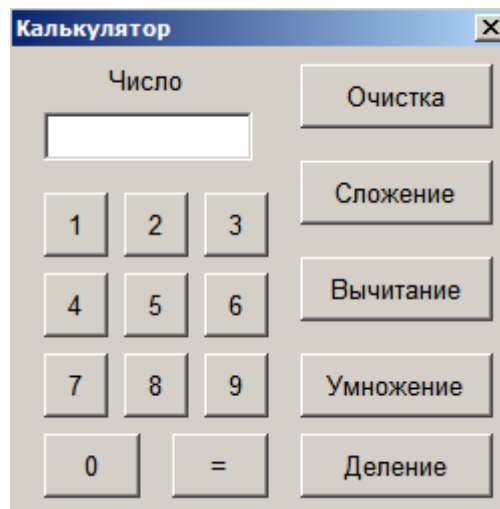 Калькулятор
Число
Очистка
Сложение
1 2 3
Вычитание
4 5 6
7 8 9
Умножение
0 =
Деление